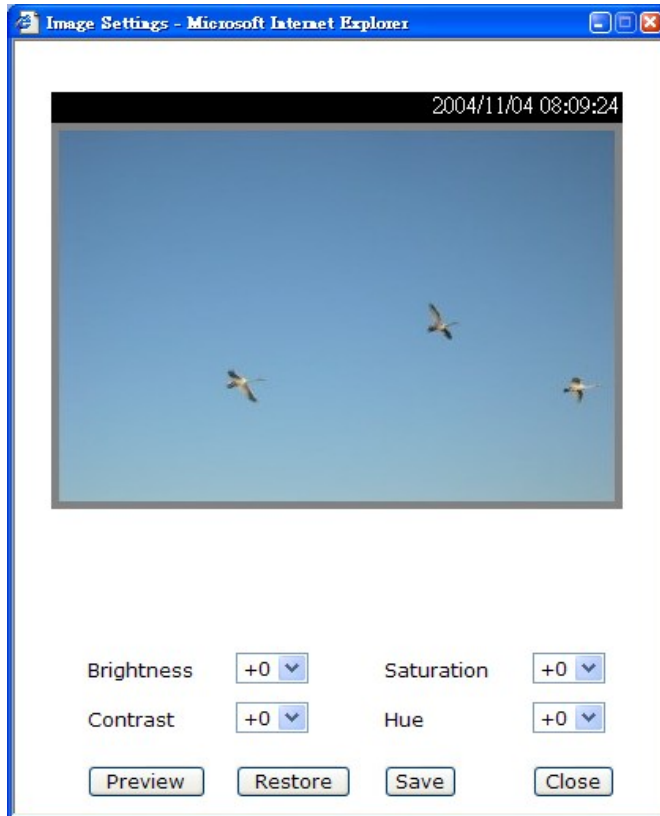 Image Settings - Microsoft Internet Explorer
2004/11/04 08:09:24
Brightness +0 Saturation +0
Contrast +0 Hue +0
Preview Restore Save Close